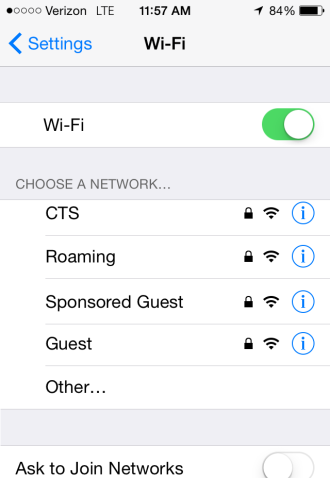 Verizon LTE 11:57 AM 84%
Settings Wi-Fi
Wi-Fi
CHOOSE A NETWORK...
CTS
Roaming
Sponsored Guest
Guest
Other...
Ask to Join Networks